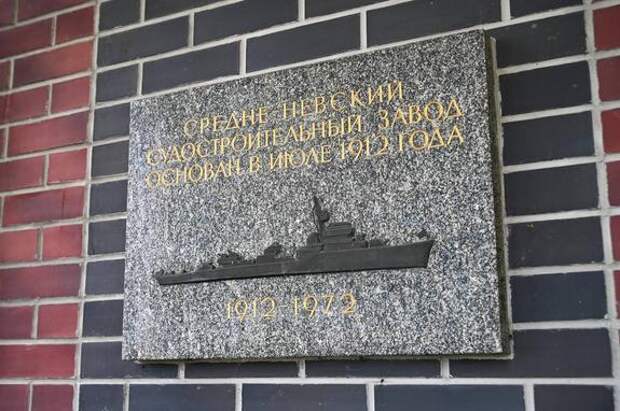 СРЕДНЕ-НЕВСКИЙ
СУДОСТРОИТЕЛЬНЫЙ ЗАВОД
ОСНОВАН В ИЮЛЕ 1912 ГОДА
1912-1972